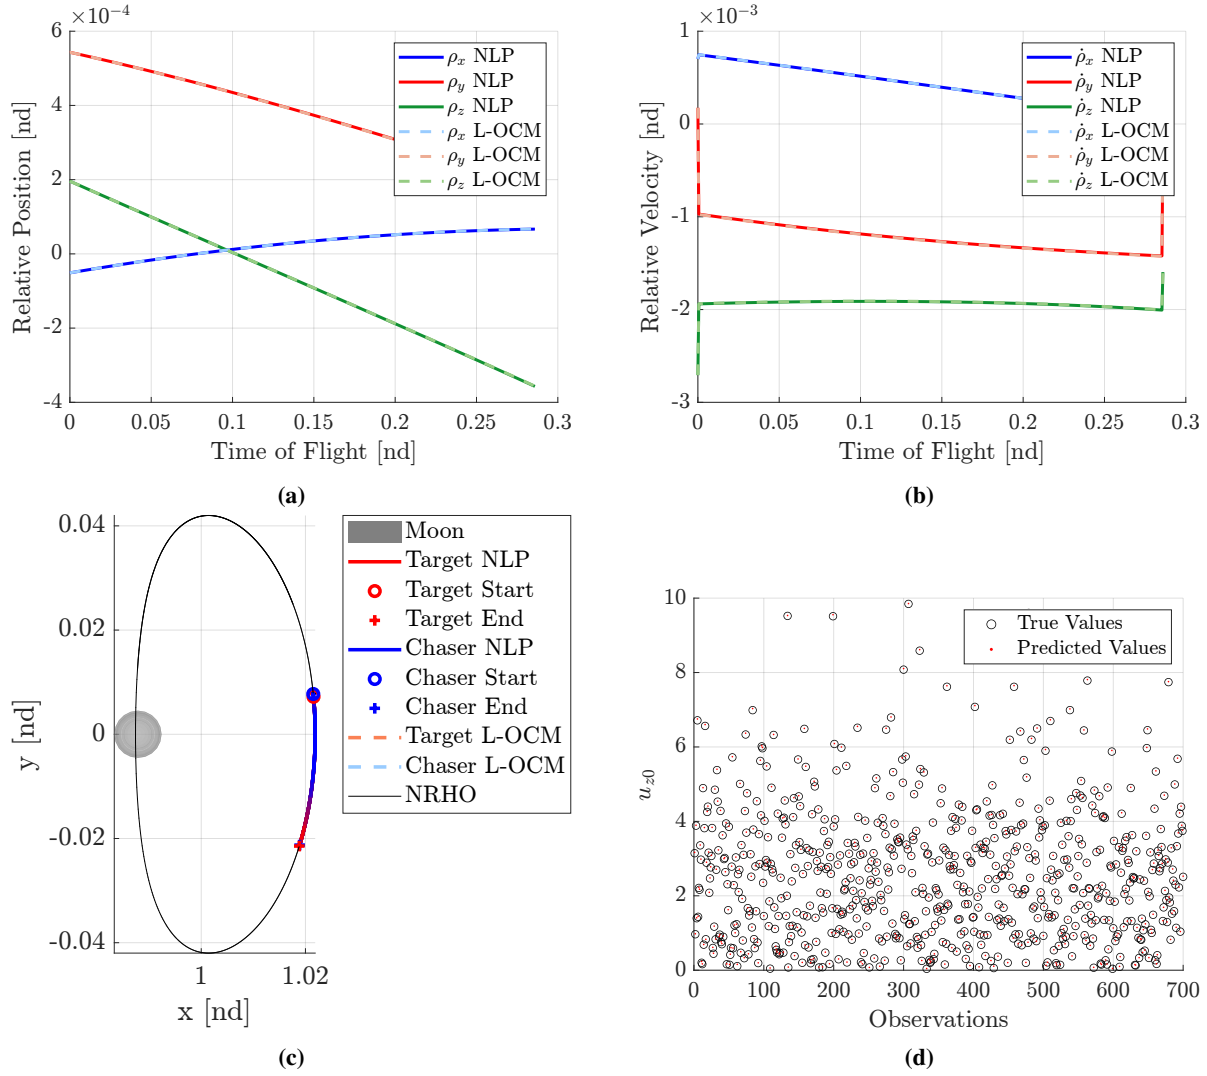 ×10⁻⁴
6
4
2
0
-2
-4
Relative Position [nd]
0 0.05 0.1 0.15 0.2 0.25 0.3
Time of Flight [nd]
ρx NLP
ρy NLP
ρz NLP
ρx L-OCM
ρy L-OCM
ρz L-OCM
(a)
×10⁻³
1
0
-1
-2
-3
Relative Velocity [nd]
0 0.05 0.1 0.15 0.2 0.25 0.3
Time of Flight [nd]
ρ̇x NLP
ρ̇y NLP
ρ̇z NLP
ρ̇x L-OCM
ρ̇y L-OCM
ρ̇z L-OCM
(b)
0.04
0.02
0
-0.02
-0.04
y [nd]
1 1.02
x [nd]
Moon
Target NLP
Target Start
Target End
Chaser NLP
Chaser Start
Chaser End
Target L-OCM
Chaser L-OCM
NRHO
(c)
10
8
6
4
2
0
uz0
0 100 200 300 400 500 600 700
Observations
True Values
Predicted Values
(d)